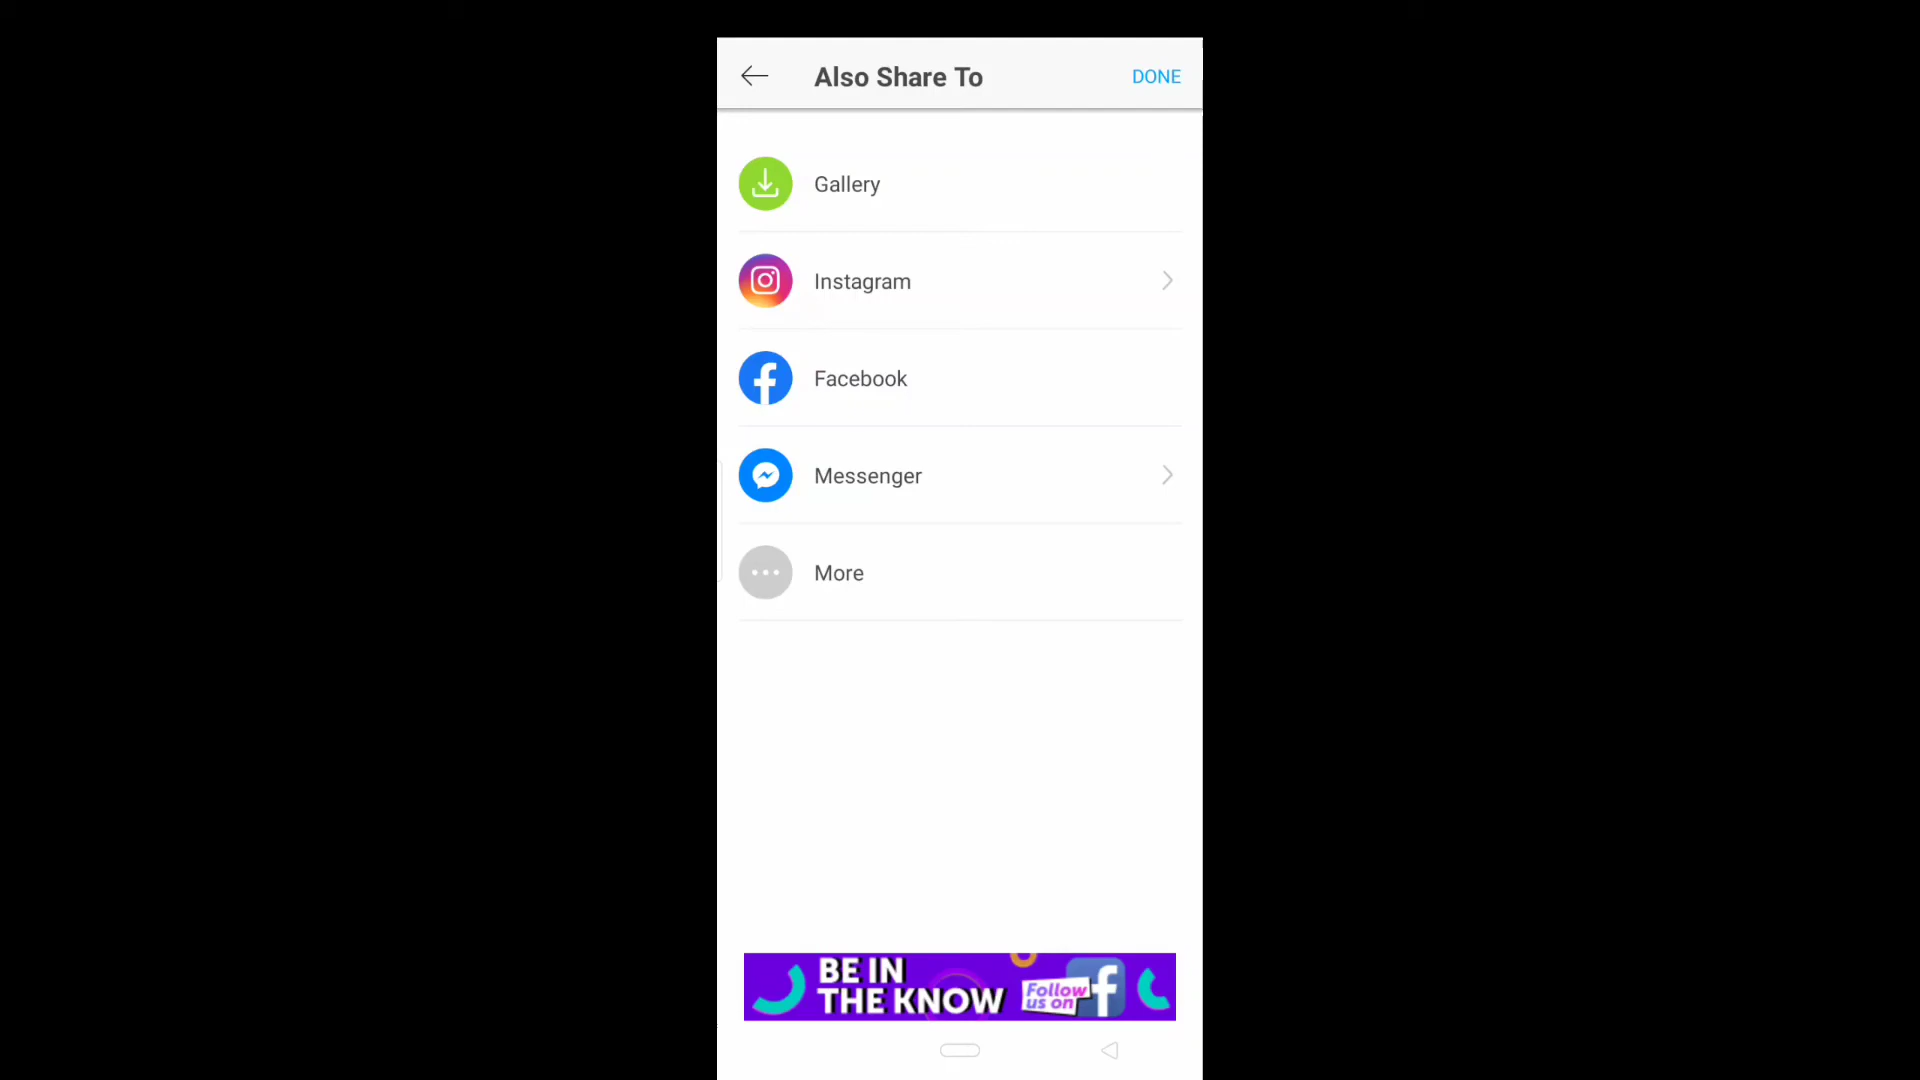 Also Share To
DONE
Gallery
Instagram
Facebook
Messenger
More
BE IN
THE KNOW
Follow
us on